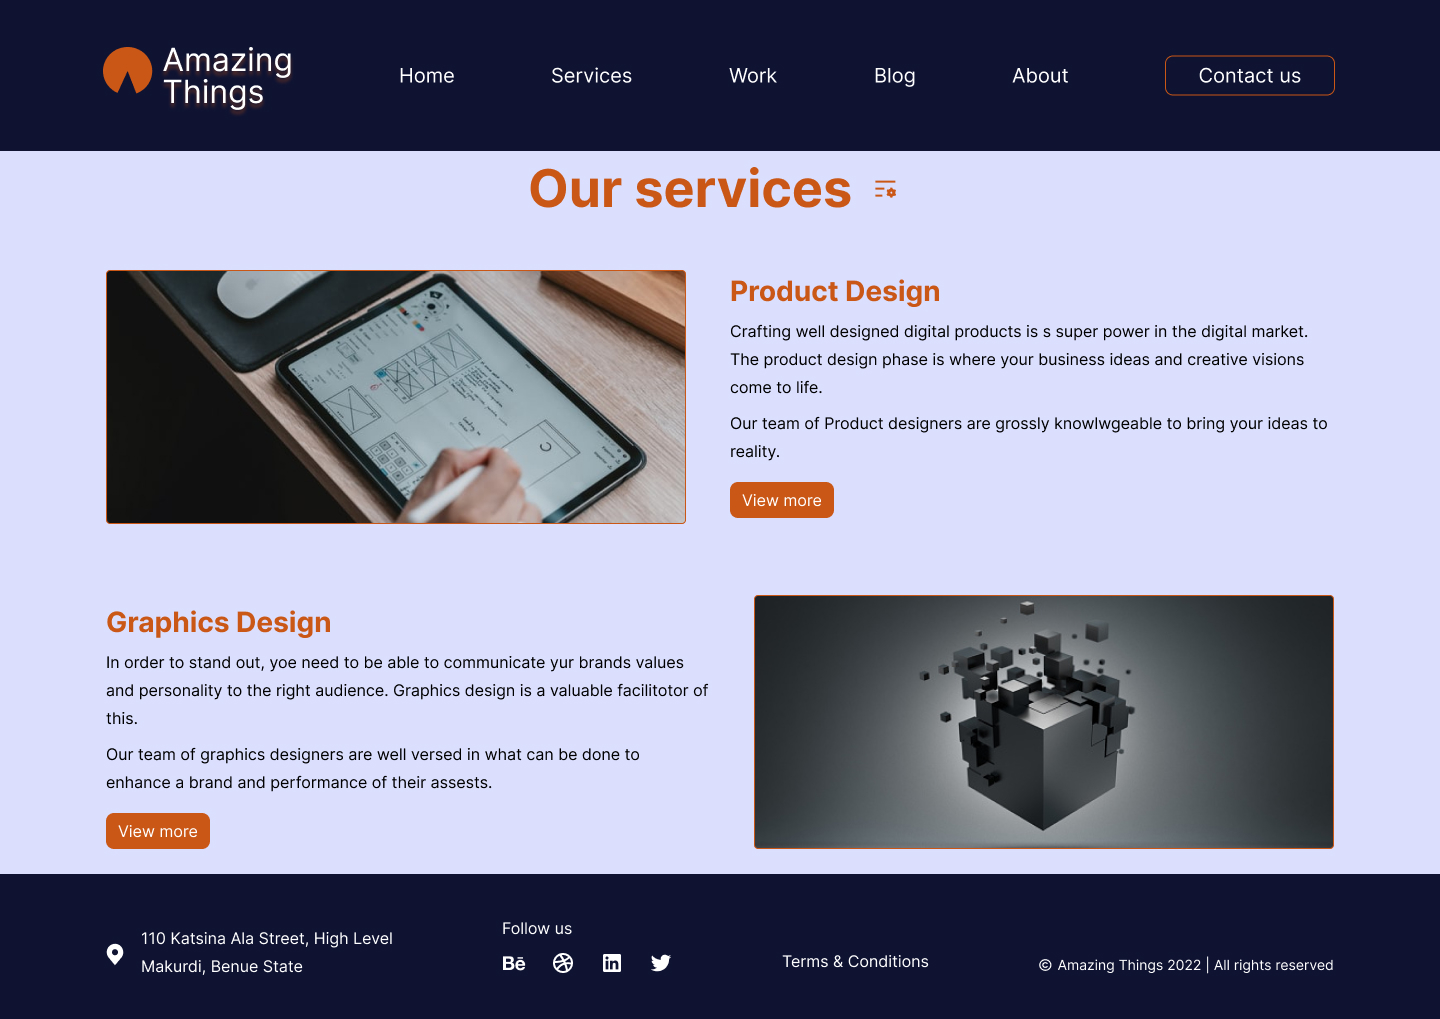 Amazing
Things
Home
Services
Work
Blog
About
Contact us
Our services
Product Design
Crafting well designed digital products is s super power in the digital market.
The product design phase is where your business ideas and creative visions
come to life.
Our team of Product designers are grossly knowlwgeable to bring your ideas to
reality.
View more
Graphics Design
In order to stand out, yoe need to be able to communicate yur brands values
and personality to the right audience. Graphics design is a valuable facilitotor of
this.
Our team of graphics designers are well versed in what can be done to
enhance a brand and performance of their assests.
View more
110 Katsina Ala Street, High Level
Makurdi, Benue State
Follow us
Bē
in
Terms & Conditions
© Amazing Things 2022 | All rights reserved